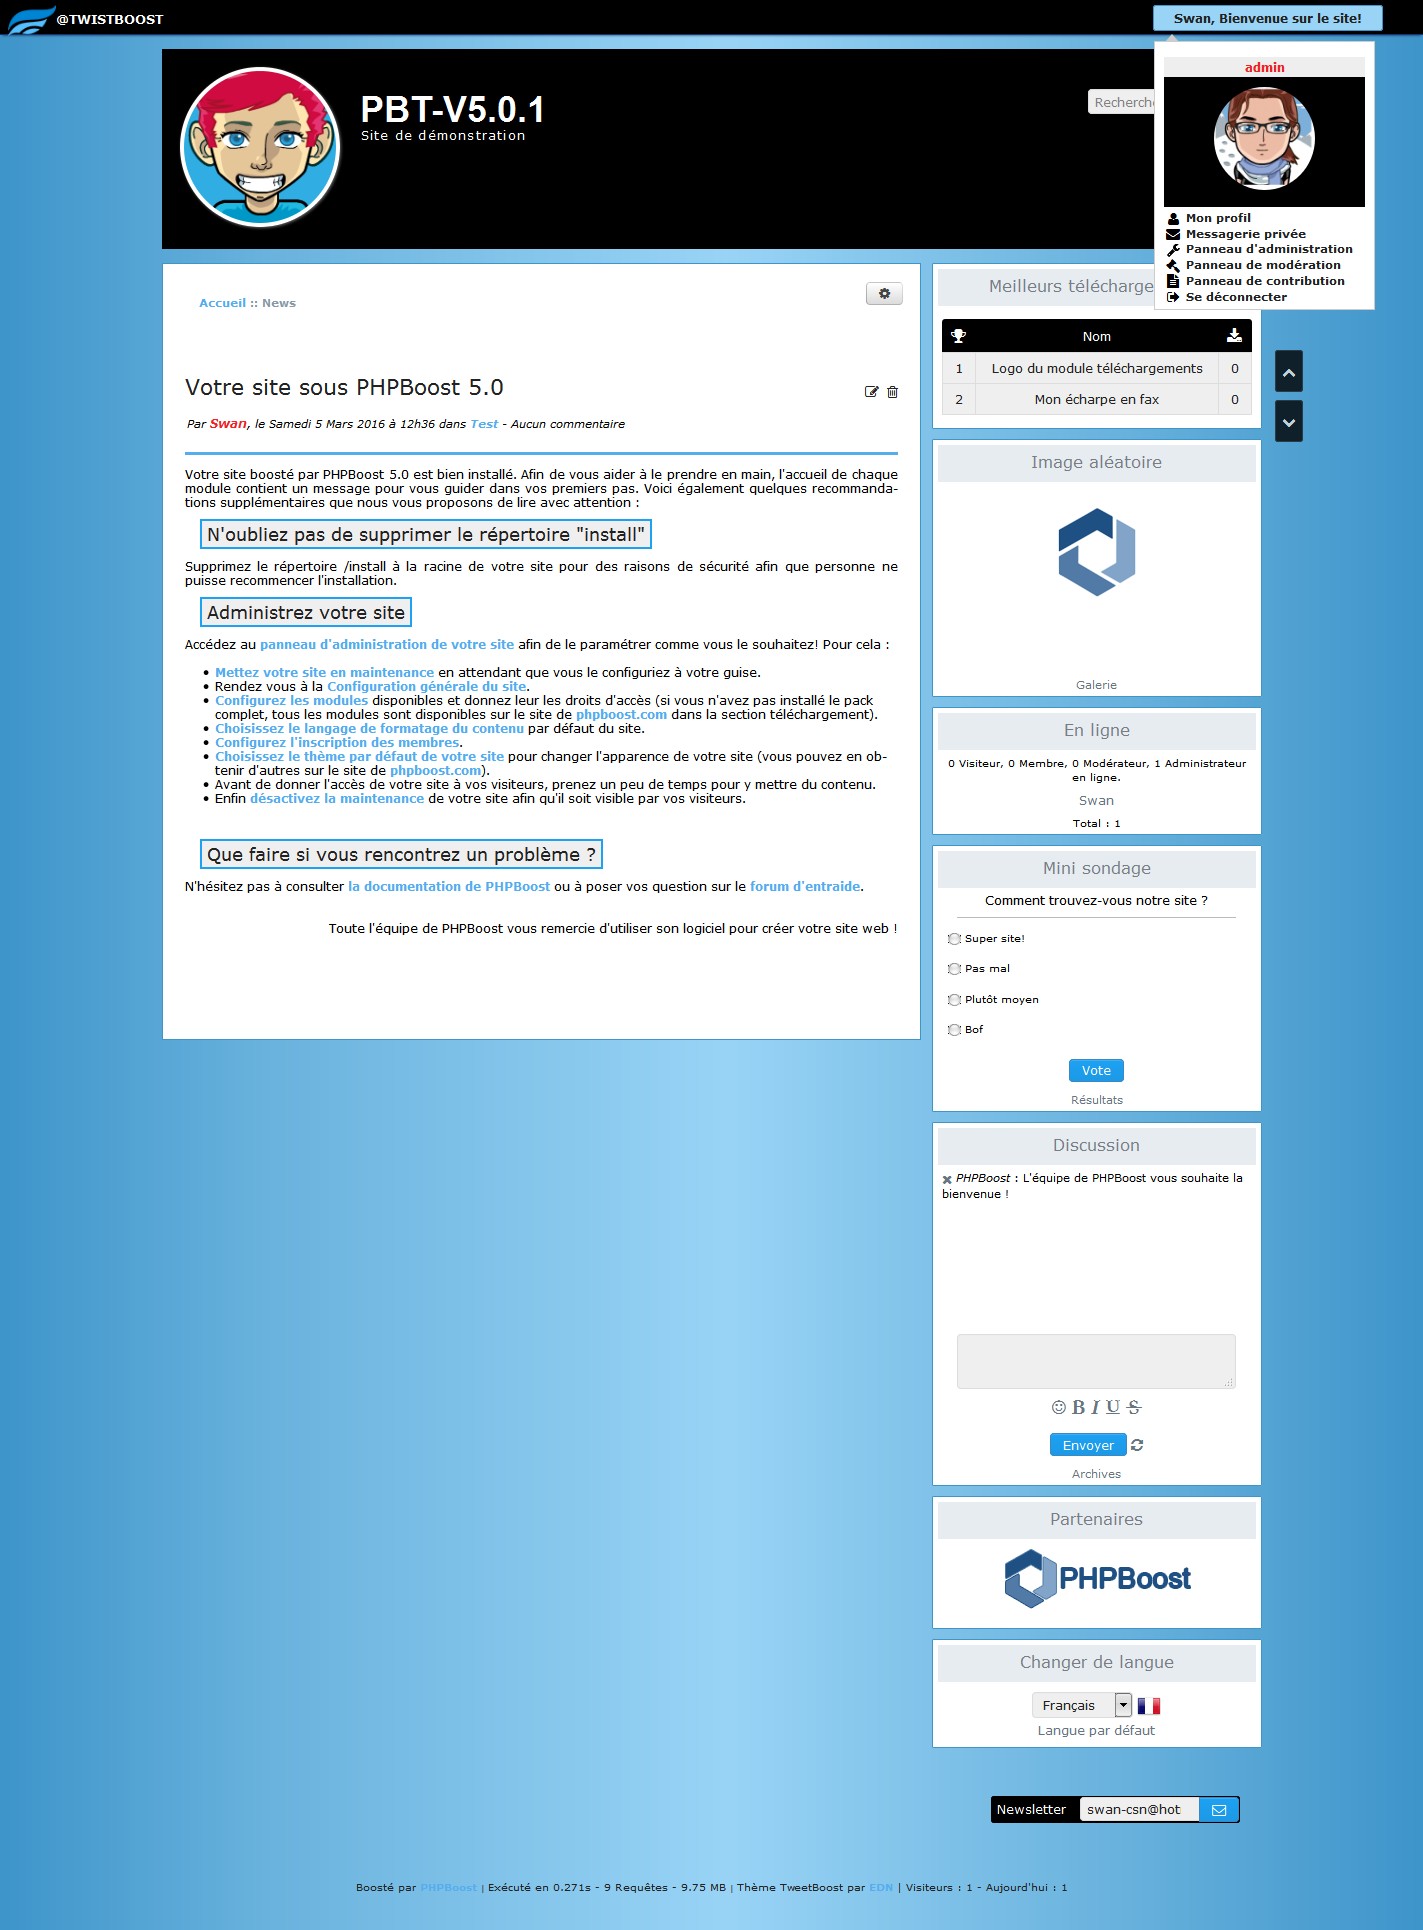 @TWISTBOOST
Swan, Bienvenue sur le site!
admin
Mon profil
Messagerie privée
Panneau d'administration
Panneau de modération
Panneau de contribution
Se déconnecter
PBT-V5.0.1
Site de démonstration
Recherche
Accueil :: News
Votre site sous PHPBoost 5.0
Par Swan, le Samedi 5 Mars 2016 à 12h36 dans Test - Aucun commentaire
Votre site boosté par PHPBoost 5.0 est bien installé. Afin de vous aider à le prendre en main, l'accueil de chaque
module contient un message pour vous guider dans vos premiers pas. Voici également quelques recommanda-
tions supplémentaires que nous vous proposons de lire avec attention :
N'oubliez pas de supprimer le répertoire "install"
Supprimez le répertoire /install à la racine de votre site pour des raisons de sécurité afin que personne ne
puisse recommencer l'installation.
Administrez votre site
Accédez au panneau d'administration de votre site afin de le paramétrer comme vous le souhaitez! Pour cela :
• Mettez votre site en maintenance en attendant que vous le configuriez à votre guise.
• Rendez vous à la Configuration générale du site.
• Configurez les modules disponibles et donnez leur les droits d'accès (si vous n'avez pas installé le pack
complet, tous les modules sont disponibles sur le site de phpboost.com dans la section téléchargement).
• Choisissez le langage de formatage du contenu par défaut du site.
• Configurez l'inscription des membres.
• Choisissez le thème par défaut de votre site pour changer l'apparence de votre site (vous pouvez en ob-
tenir d'autres sur le site de phpboost.com).
• Avant de donner l'accès de votre site à vos visiteurs, prenez un peu de temps pour y mettre du contenu.
• Enfin désactivez la maintenance de votre site afin qu'il soit visible par vos visiteurs.
Que faire si vous rencontrez un problème ?
N'hésitez pas à consulter la documentation de PHPBoost ou à poser vos question sur le forum d'entraide.
Toute l'équipe de PHPBoost vous remercie d'utiliser son logiciel pour créer votre site web !
Meilleurs télécharge
Nom
1 Logo du module téléchargements 0
2 Mon écharpe en fax 0
Image aléatoire
Galerie
En ligne
0 Visiteur, 0 Membre, 0 Modérateur, 1 Administrateur
en ligne.
Swan
Total : 1
Mini sondage
Comment trouvez-vous notre site ?
Super site!
Pas mal
Plutôt moyen
Bof
Vote
Résultats
Discussion
PHPBoost : L'équipe de PHPBoost vous souhaite la
bienvenue !
B I U S
Envoyer
Archives
Partenaires
PHPBoost
Changer de langue
Français
Langue par défaut
Newsletter swan-csn@hot
Boosté par PHPBoost | Exécuté en 0.271s - 9 Requêtes - 9.75 MB | Thème TweetBoost par EDN | Visiteurs : 1 - Aujourd'hui : 1